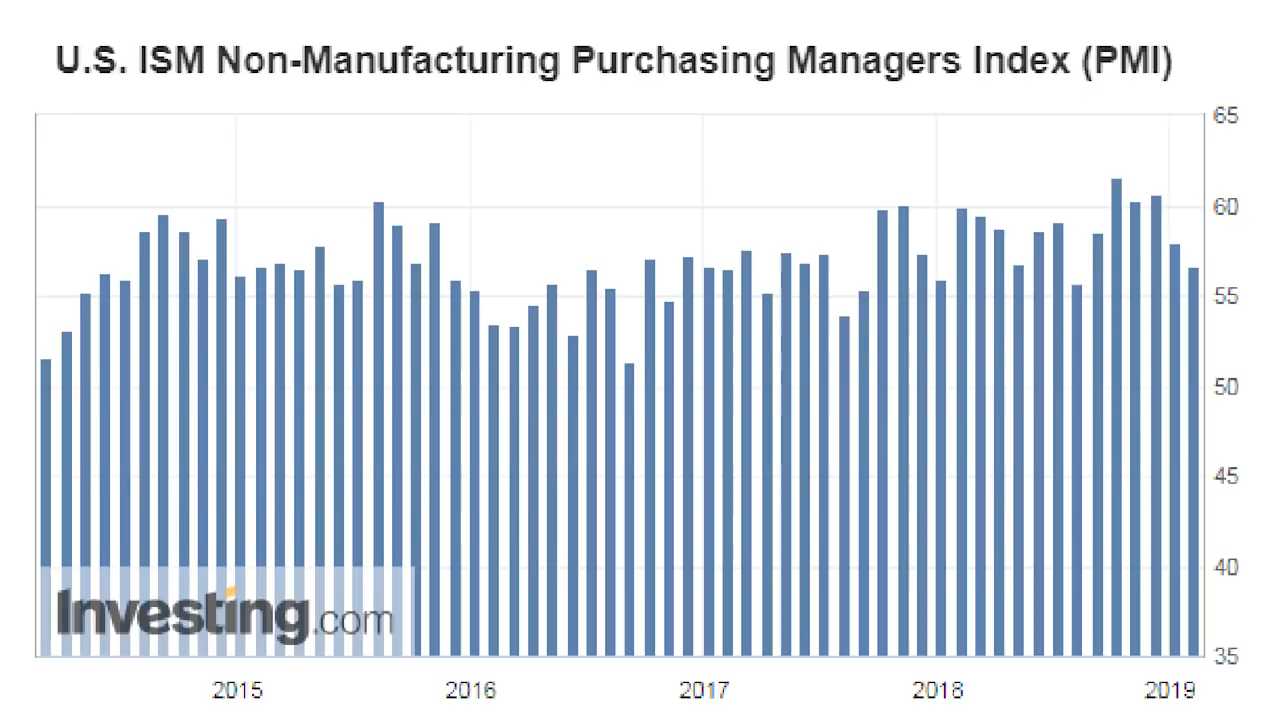 U.S. ISM Non-Manufacturing Purchasing Managers Index (PMI)
65
60
55
50
45
40
35
Investing.com
2015 2016 2017 2018 2019